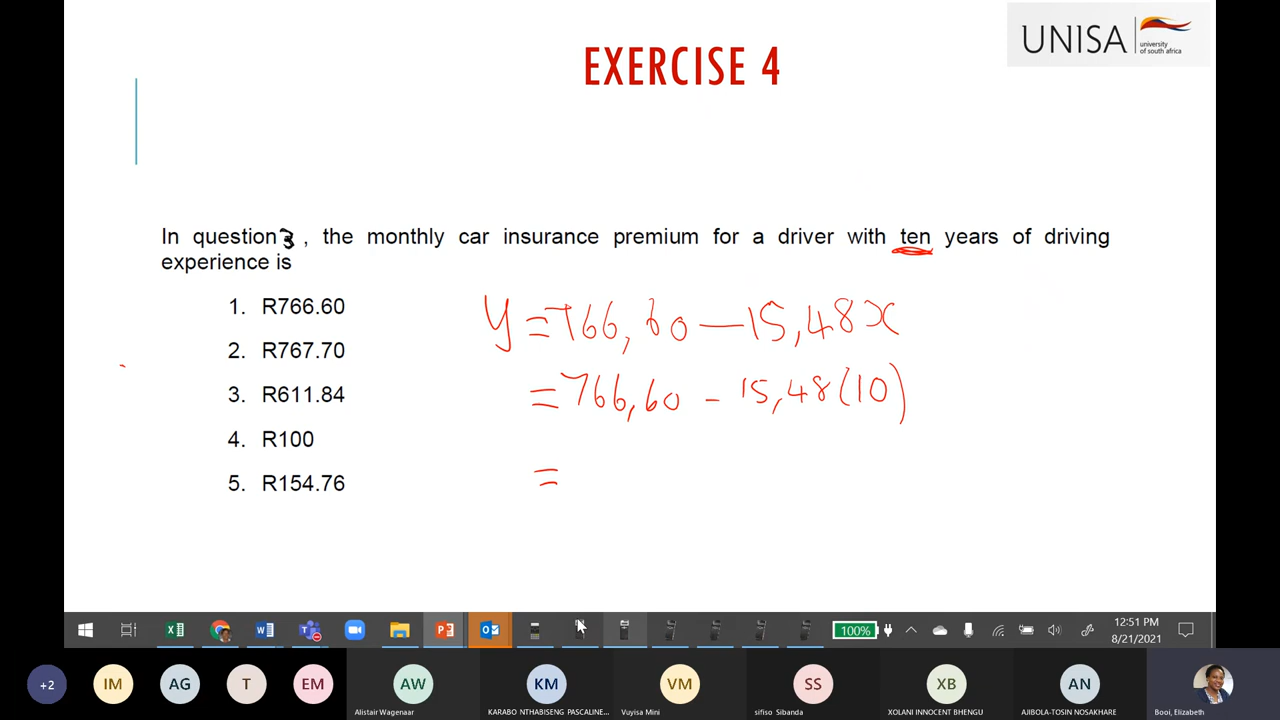 UNISA
university
of south africa
EXERCISE 4
In question 3 , the monthly car insurance premium for a driver with ten years of driving
experience is
1. R766.60
2. R767.70
3. R611.84
4. R100
5. R154.76
y = 766,60 — 15,48x
= 766,60 - 15,48(10)
=
100%
12:51 PM
8/21/2021
+2
IM
AG
T
EM
AW
KM
VM
SS
XB
AN
Alistair Wagenaar
KARABO NTHABISENG PASCALINE...
Vuyisa Mini
sifiso Sibanda
XOLANI INNOCENT BHENGU
AJIBOLA-TOSIN NOSAKHARE
Booi, Elizabeth